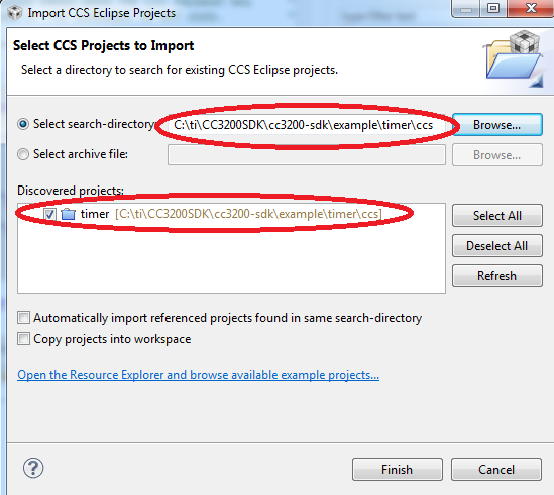 Import CCS Eclipse Projects
Select CCS Projects to Import
Select a directory to search for existing CCS Eclipse projects.
Select search-directory: C:\ti\CC3200SDK\cc3200-sdk\example\timer\ccs Browse...
Select archive file: Browse...
Discovered projects:
timer [C:\ti\CC3200SDK\cc3200-sdk\example\timer\ccs]
Select All
Deselect All
Refresh
Automatically import referenced projects found in same search-directory
Copy projects into workspace
Open the Resource Explorer and browse available example projects...
? Finish Cancel